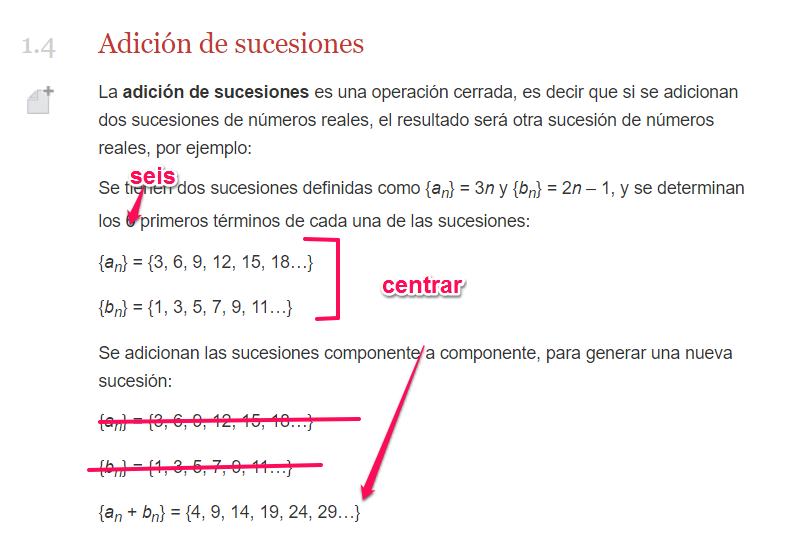 1.4 Adición de sucesiones
La adición de sucesiones es una operación cerrada, es decir que si se adicionan
dos sucesiones de números reales, el resultado será otra sucesión de números
reales, por ejemplo:
seis
Se tienen dos sucesiones definidas como {aₙ} = 3n y {bₙ} = 2n – 1, y se determinan
los 6 primeros términos de cada una de las sucesiones:
{aₙ} = {3, 6, 9, 12, 15, 18…}
centrar
{bₙ} = {1, 3, 5, 7, 9, 11…}
Se adicionan las sucesiones componente a componente, para generar una nueva
sucesión:
{aₙ} = {3, 6, 9, 12, 15, 18…}
{bₙ} = {1, 3, 5, 7, 9, 11…}
{aₙ + bₙ} = {4, 9, 14, 19, 24, 29…}